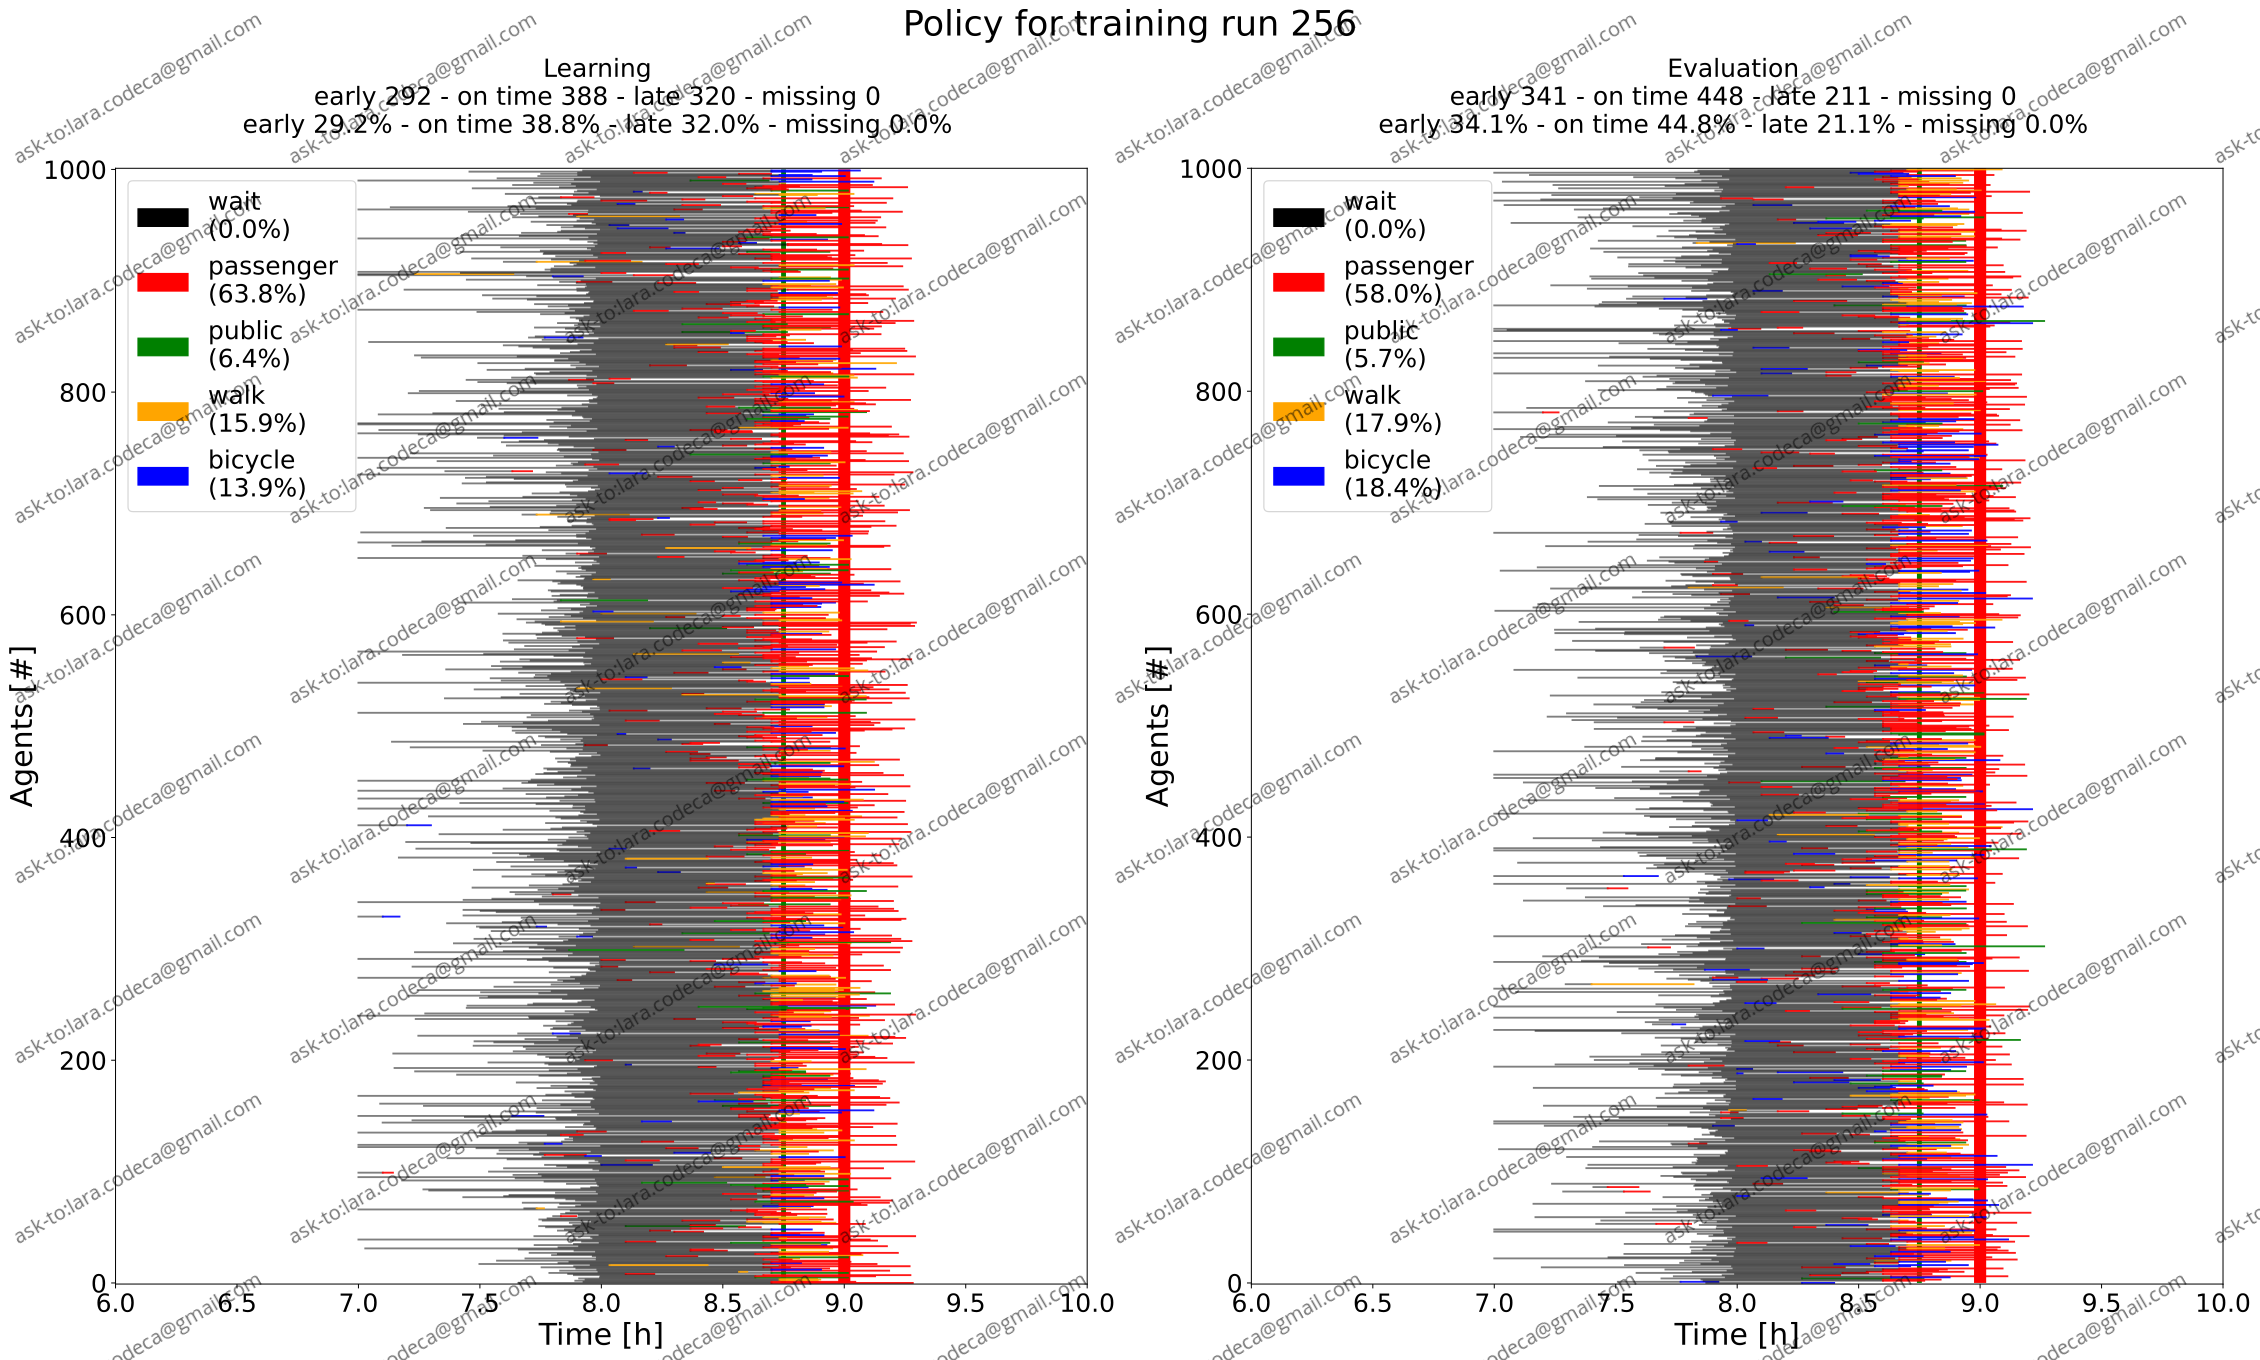 Policy for training run 256
Learning
early 292 - on time 388 - late 320 - missing 0
early 29.2% - on time 38.8% - late 32.0% - missing 0.0%
1000
800
600
400
200
0
Agents [#]
wait
(0.0%)
passenger
(63.8%)
public
(6.4%)
walk
(15.9%)
bicycle
(13.9%)
6.0 6.5 7.0 7.5 8.0 8.5 9.0 9.5 10.0
Time [h]
Evaluation
early 341 - on time 448 - late 211 - missing 0
early 34.1% - on time 44.8% - late 21.1% - missing 0.0%
1000
800
600
400
200
0
Agents [#]
wait
(0.0%)
passenger
(58.0%)
public
(5.7%)
walk
(17.9%)
bicycle
(18.4%)
6.0 6.5 7.0 7.5 8.0 8.5 9.0 9.5 10.0
Time [h]
ask-to:lara.codeca@gmail.com